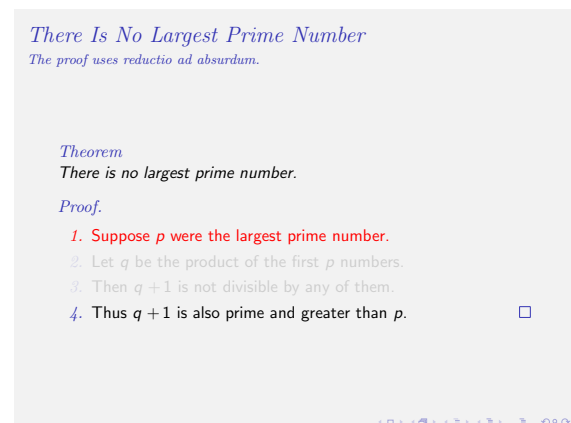 There Is No Largest Prime Number
The proof uses reductio ad absurdum.
Theorem
There is no largest prime number.
Proof.
1. Suppose p were the largest prime number.
2. Let q be the product of the first p numbers.
3. Then q + 1 is not divisible by any of them.
4. Thus q + 1 is also prime and greater than p.